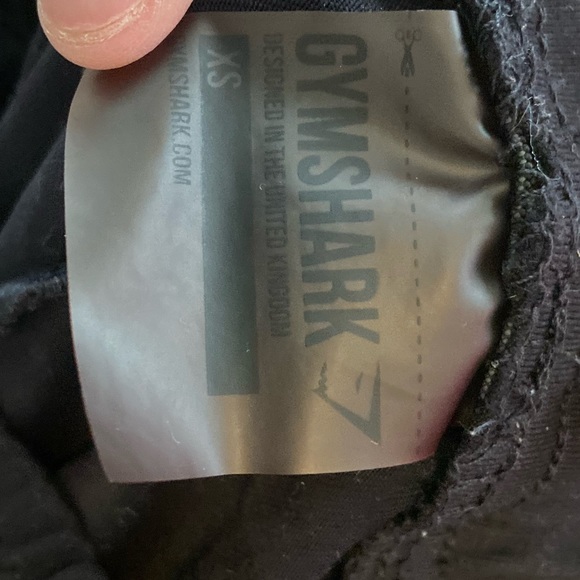 GYMSHARK
DESIGNED IN THE UNITED KINGDOM
XS
GYMSHARK.COM